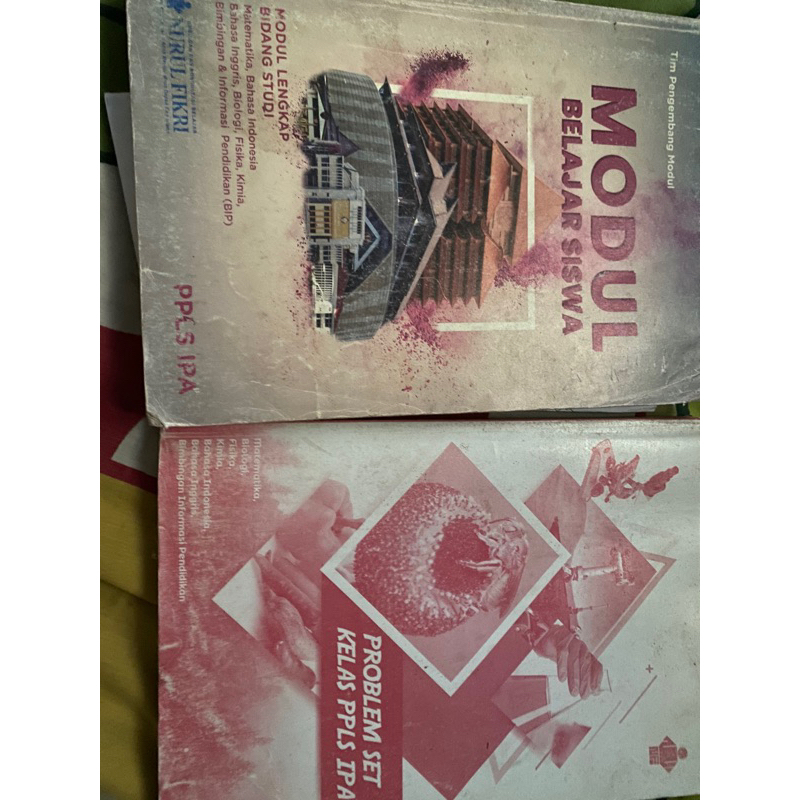 Tim Pengembang Modul
MODUL
BELAJAR SISWA
MODUL LENGKAP
BIDANG STUDI
Matematika, Bahasa Indonesia
Bahasa Inggris, Biologi, Fisika, Kimia,
Bimbingan & Informasi Pendidikan (BIP)
NURUL FIKRI
PPLS IPA
PROBLEM SET
KELAS PPLS IPA
Matematika,
Biologi,
Fisika,
Kimia,
Bahasa Indonesia,
Bahasa Inggris,
Bimbingan Informasi Pendidikan